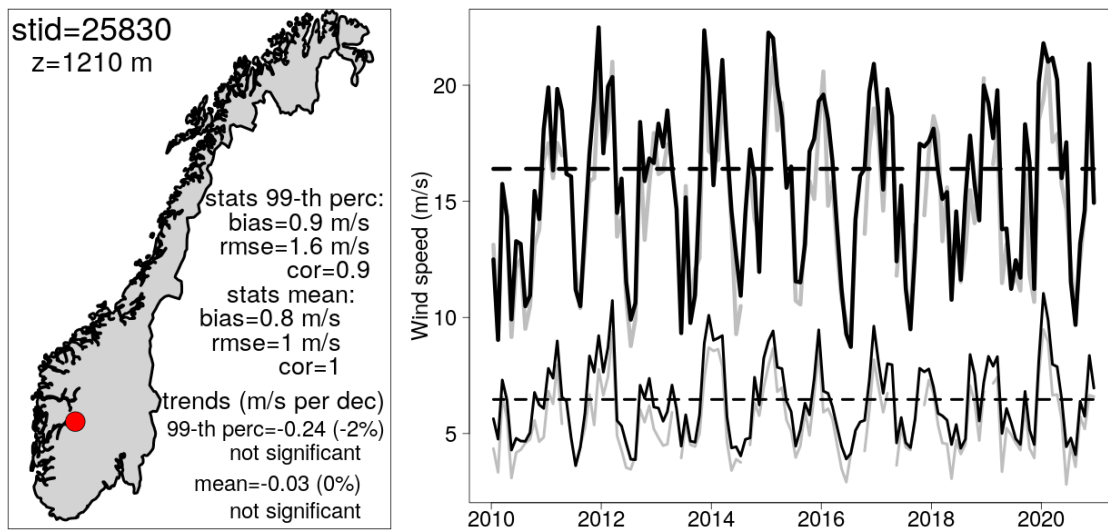 stid=25830
z=1210 m
stats 99-th perc:
bias=0.9 m/s
rmse=1.6 m/s
cor=0.9
stats mean:
bias=0.8 m/s
rmse=1 m/s
cor=1
trends (m/s per dec)
99-th perc=-0.24 (-2%)
not significant
mean=-0.03 (0%)
not significant
Wind speed (m/s)
20
15
10
5
2010 2012 2014 2016 2018 2020